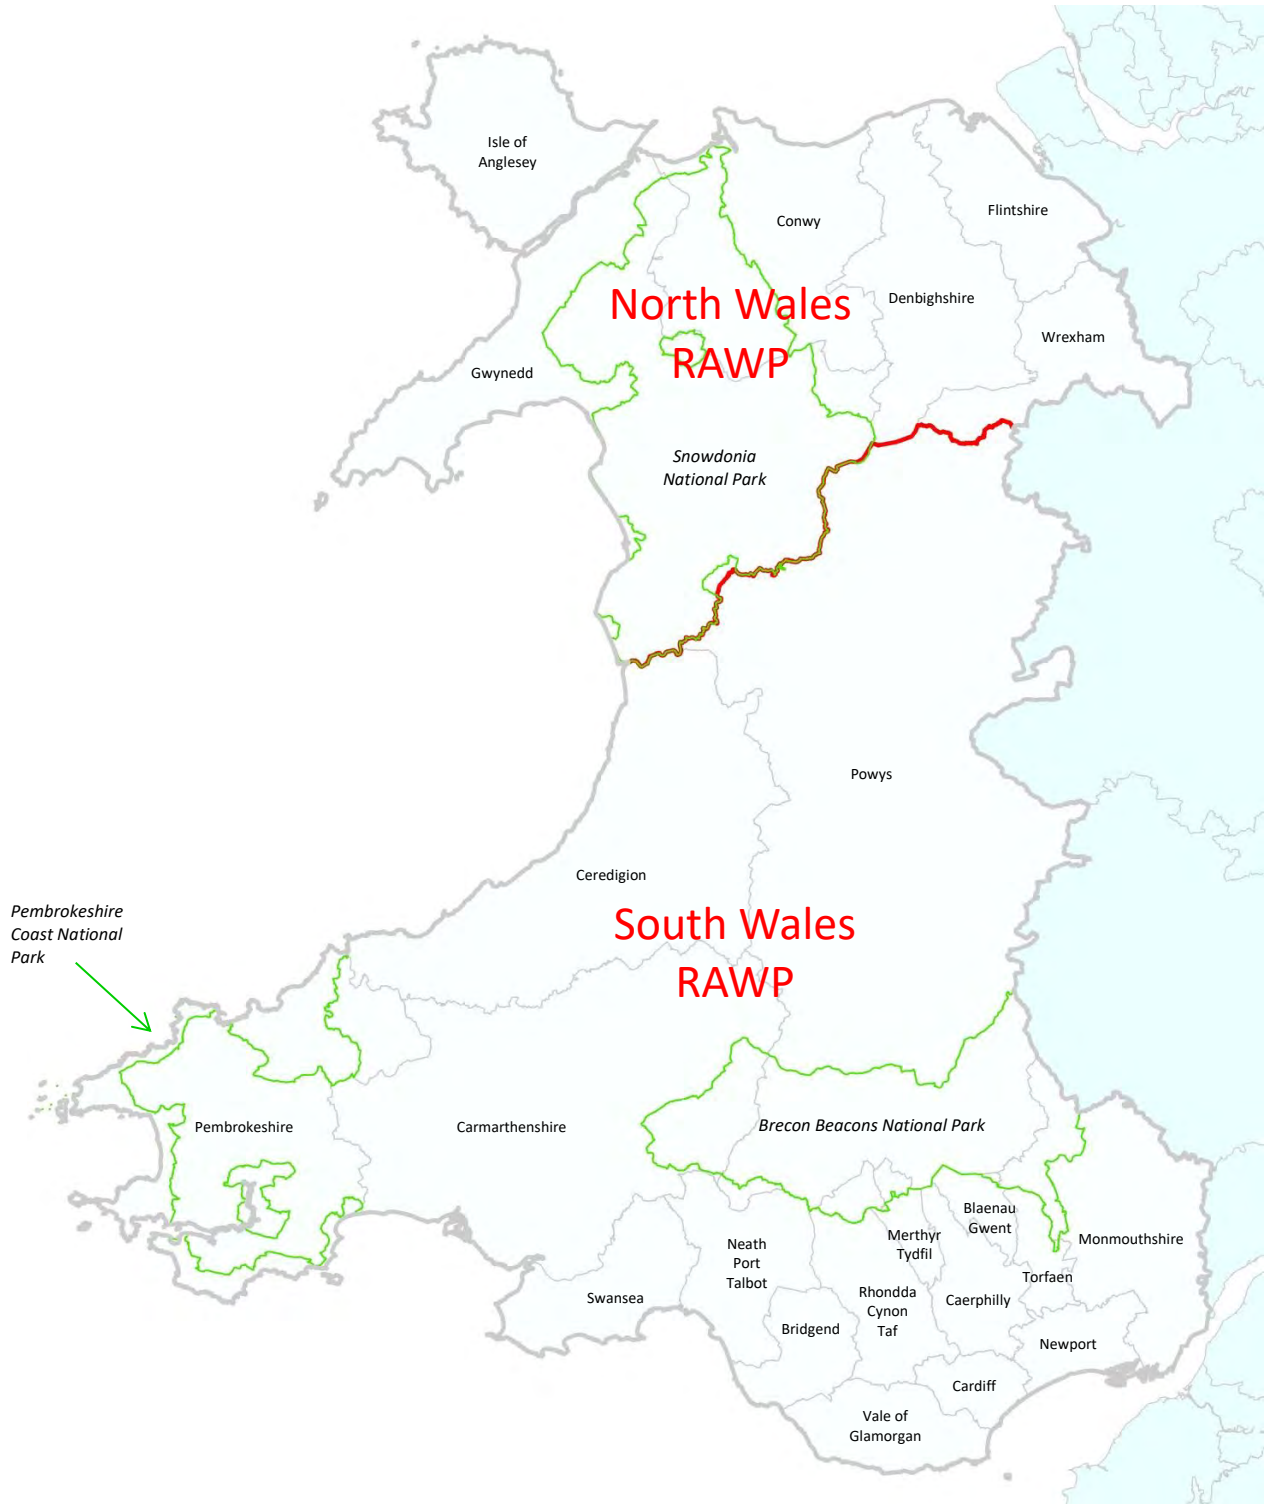 Isle of
Anglesey
Flintshire
Conwy
Denbighshire
North Wales
RAWP
Wrexham
Gwynedd
Snowdonia
National Park
Powys
Ceredigion
South Wales
RAWP
Pembrokeshire
Coast National
Park
Pembrokeshire
Carmarthenshire
Brecon Beacons National Park
Blaenau
Gwent
Merthyr
Tydfil
Monmouthshire
Neath
Port
Talbot
Torfaen
Swansea
Rhondda
Cynon
Taf
Caerphilly
Bridgend
Newport
Cardiff
Vale of
Glamorgan